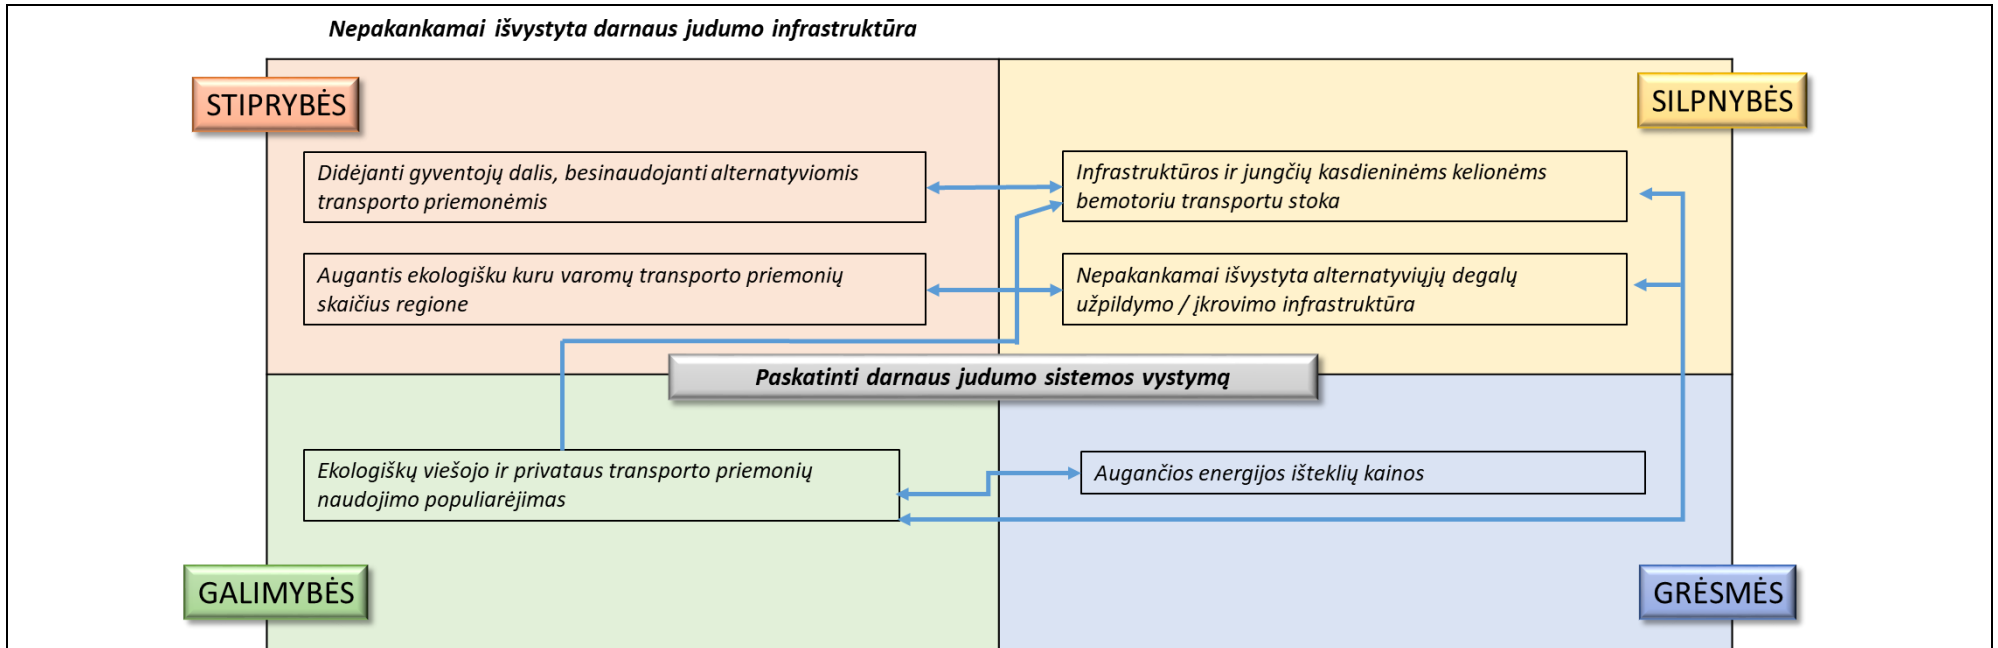 Nepakankamai išvystyta darnaus judumo infrastruktūra
STIPRYBĖS
SILPNYBĖS
Didėjanti gyventojų dalis, besinaudojanti alternatyviomis
transporto priemonėmis
Infrastruktūros ir jungčių kasdieninėms kelionėms
bemotoriu transportu stoka
Augantis ekologišku kuru varomų transporto priemonių
skaičius regione
Nepakankamai išvystyta alternatyviųjų degalų
užpildymo / įkrovimo infrastruktūra
Paskatinti darnaus judumo sistemos vystymą
Ekologiškų viešojo ir privataus transporto priemonių
naudojimo populiarėjimas
Augančios energijos išteklių kainos
GALIMYBĖS
GRĖSMĖS